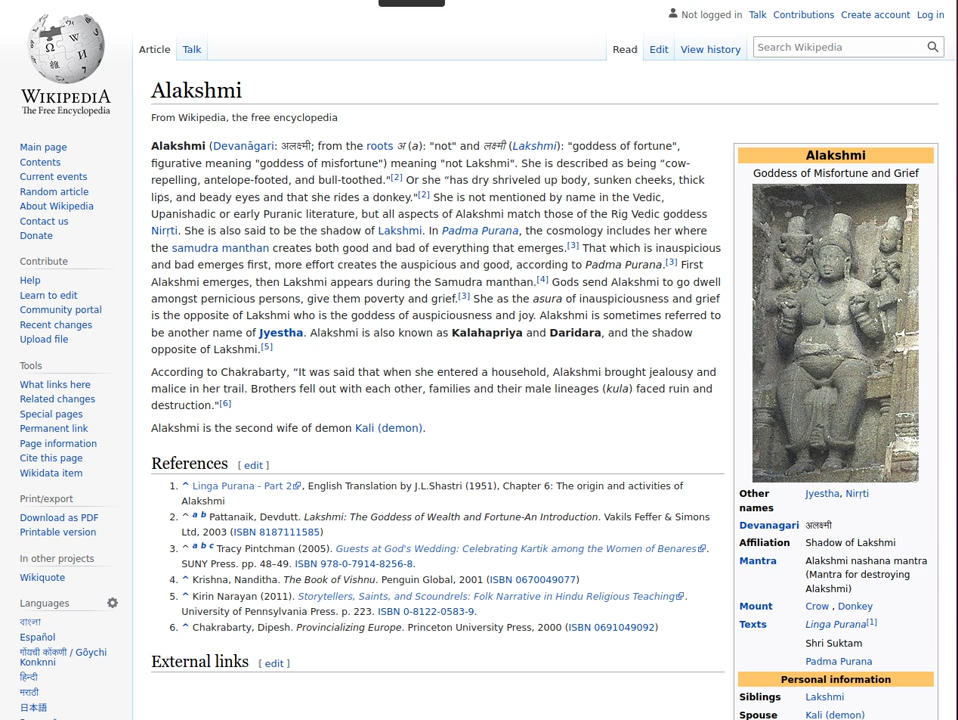 Not logged in Talk Contributions Create account Log in
Article Talk Read Edit View history Search Wikipedia
WIKIPEDIA
The Free Encyclopedia
Main page
Contents
Current events
Random article
About Wikipedia
Contact us
Donate
Contribute
Help
Learn to edit
Community portal
Recent changes
Upload file
Tools
What links here
Related changes
Special pages
Permanent link
Page information
Cite this page
Wikidata item
Print/export
Download as PDF
Printable version
In other projects
Wikiquote
Languages
বাংলা
Español
गोंयची कोंकणी / Gõychi
Konknni
हिन्दी
मराठी
日本語
Alakshmi
From Wikipedia, the free encyclopedia
Alakshmi (Devanāgari: अलक्ष्मी; from the roots अ (a): "not" and लक्ष्मी (Lakshmi): "goddess of fortune",
figurative meaning "goddess of misfortune") meaning "not Lakshmi". She is described as being “cow-
repelling, antelope-footed, and bull-toothed."[2] Or she “has dry shriveled up body, sunken cheeks, thick
lips, and beady eyes and that she rides a donkey."[2] She is not mentioned by name in the Vedic,
Upanishadic or early Puranic literature, but all aspects of Alakshmi match those of the Rig Vedic goddess
Nirṛti. She is also said to be the shadow of Lakshmi. In Padma Purana, the cosmology includes her where
the samudra manthan creates both good and bad of everything that emerges.[3] That which is inauspicious
and bad emerges first, more effort creates the auspicious and good, according to Padma Purana.[3] First
Alakshmi emerges, then Lakshmi appears during the Samudra manthan.[4] Gods send Alakshmi to go dwell
amongst pernicious persons, give them poverty and grief.[3] She as the asura of inauspiciousness and grief
is the opposite of Lakshmi who is the goddess of auspiciousness and joy. Alakshmi is sometimes referred to
be another name of Jyestha. Alakshmi is also known as Kalahapriya and Daridara, and the shadow
opposite of Lakshmi.[5]
According to Chakrabarty, “It was said that when she entered a household, Alakshmi brought jealousy and
malice in her trail. Brothers fell out with each other, families and their male lineages (kula) faced ruin and
destruction."[6]
Alakshmi is the second wife of demon Kali (demon).
References [ edit ]
1. ^ Linga Purana - Part 2, English Translation by J.L.Shastri (1951), Chapter 6: The origin and activities of
Alakshmi
2. ^ a b Pattanaik, Devdutt. Lakshmi: The Goddess of Wealth and Fortune-An Introduction. Vakils Feffer & Simons
Ltd, 2003 (ISBN 8187111585)
3. ^ a b c Tracy Pintchman (2005). Guests at God's Wedding: Celebrating Kartik among the Women of Benares.
SUNY Press. pp. 48–49. ISBN 978-0-7914-8256-8.
4. ^ Krishna, Nanditha. The Book of Vishnu. Penguin Global, 2001 (ISBN 0670049077)
5. ^ Kirin Narayan (2011). Storytellers, Saints, and Scoundrels: Folk Narrative in Hindu Religious Teaching.
University of Pennsylvania Press. p. 223. ISBN 0-8122-0583-9.
6. ^ Chakrabarty, Dipesh. Provincializing Europe. Princeton University Press, 2000 (ISBN 0691049092)
External links [ edit ]
Alakshmi
Goddess of Misfortune and Grief
Other names Jyestha, Nirṛti
Devanagari अलक्ष्मी
Affiliation Shadow of Lakshmi
Mantra Alakshmi nashana mantra
(Mantra for destroying
Alakshmi)
Mount Crow , Donkey
Texts Linga Purana[1]
Shri Suktam
Padma Purana
Personal information
Siblings Lakshmi
Spouse Kali (demon)